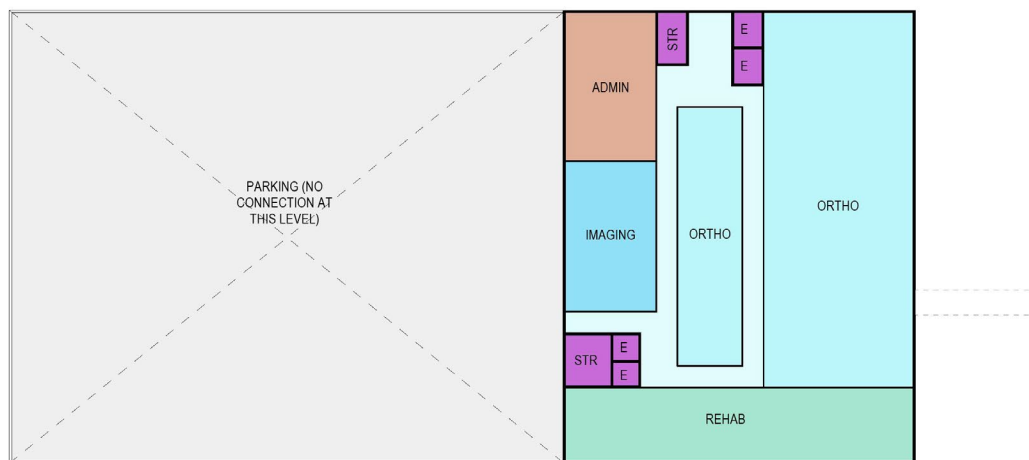 STR
E
E
ADMIN
PARKING (NO
CONNECTION AT
THIS LEVEL)
IMAGING
ORTHO
ORTHO
STR
E
E
REHAB